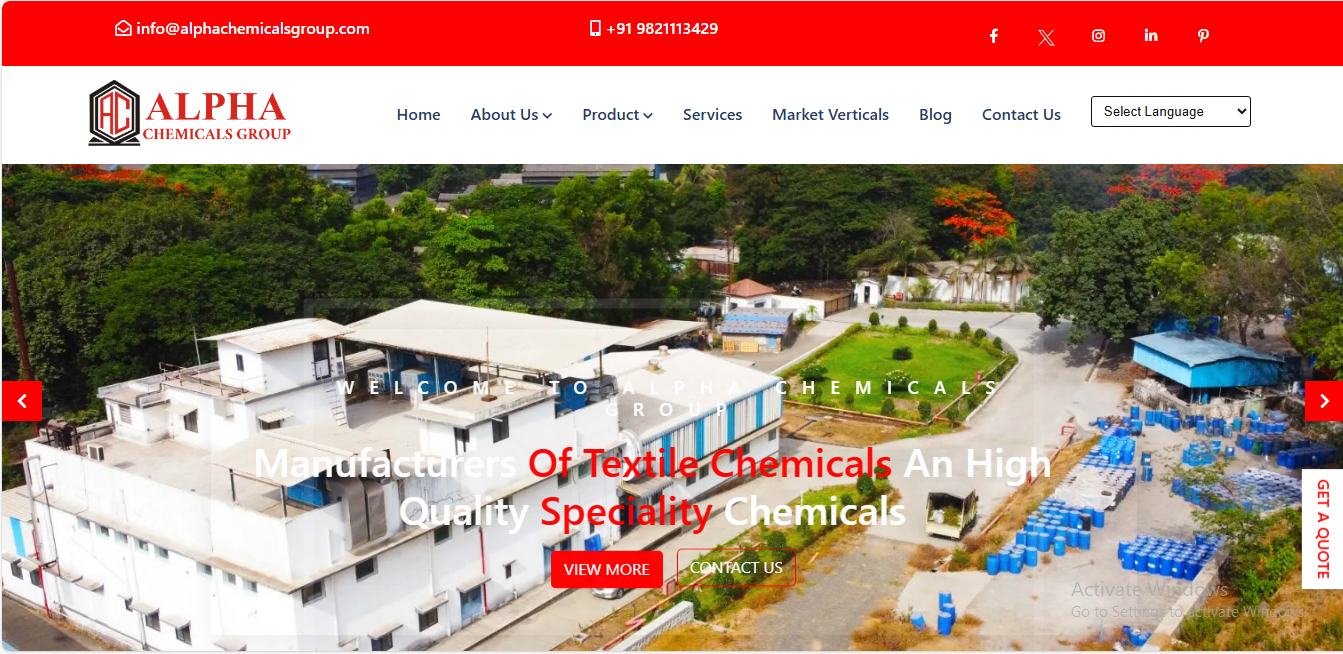 info@alphachemicalsgroup.com
+91 9821113429
AC
ALPHA
CHEMICALS GROUP
Home
About Us
Product
Services
Market Verticals
Blog
Contact Us
Select Language
WELCOME TO ALPHA CHEMICALS
GROUP
Manufacturers Of Textile Chemicals An High
Quality Speciality Chemicals
VIEW MORE
CONTACT US
GET A QUOTE
Activate Windows
Go to Settings to activate Windows.